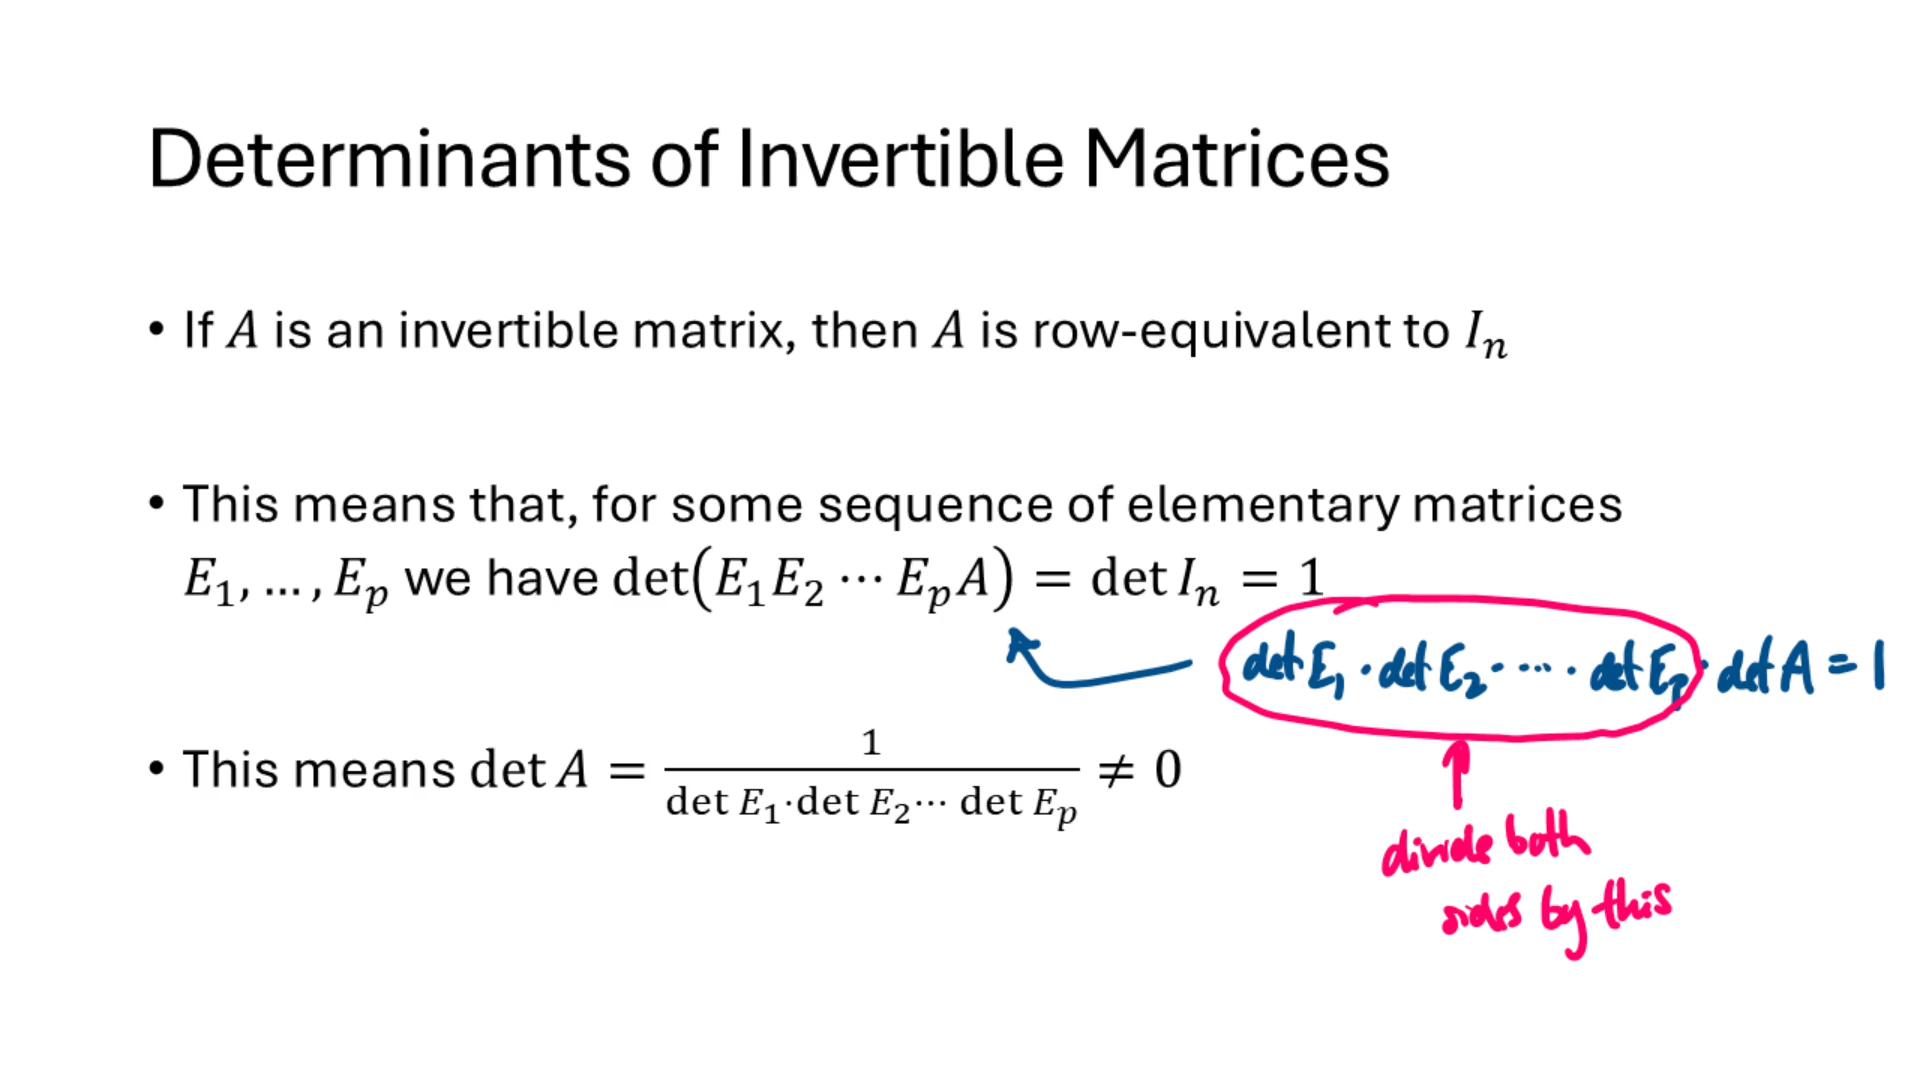 Determinants of Invertible Matrices
• If A is an invertible matrix, then A is row-equivalent to Iₙ
• This means that, for some sequence of elementary matrices
E₁, … , Eₚ we have det(E₁E₂ ⋯ EₚA) = det Iₙ = 1
det E₁ · det E₂ · ⋯ · det Eₚ · det A = 1
• This means det A = 1 / (det E₁·det E₂⋯ det Eₚ) ≠ 0
divide both
sides by this